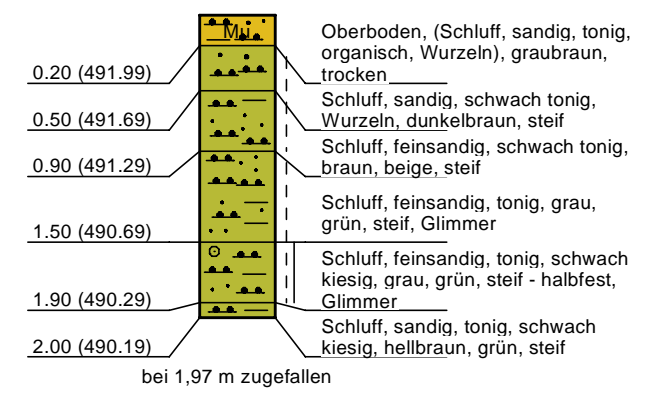 Mu
Oberboden, (Schluff, sandig, tonig,
organisch, Wurzeln), graubraun,
trocken
0.20 (491.99)
Schluff, sandig, schwach tonig,
Wurzeln, dunkelbraun, steif
0.50 (491.69)
Schluff, feinsandig, schwach tonig,
braun, beige, steif
0.90 (491.29)
Schluff, feinsandig, tonig, grau,
grün, steif, Glimmer
1.50 (490.69)
Schluff, feinsandig, tonig, schwach
kiesig, grau, grün, steif - halbfest,
Glimmer
1.90 (490.29)
Schluff, sandig, tonig, schwach
kiesig, hellbraun, grün, steif
2.00 (490.19)
bei 1,97 m zugefallen